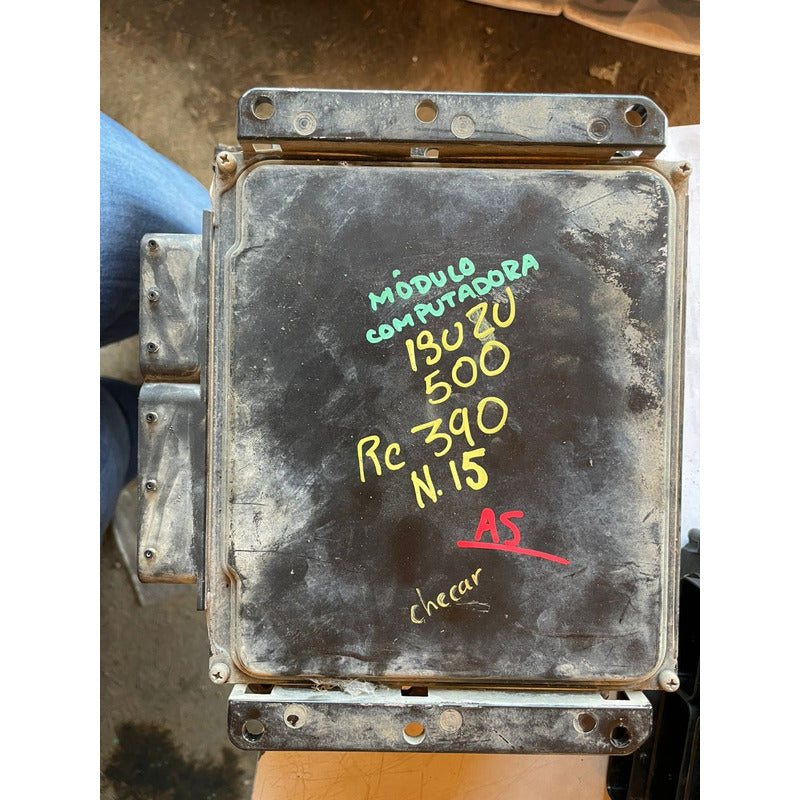 MÓDULO
COMPUTADORA
ISUZU
500
Rc 390
N.15
AS
checar